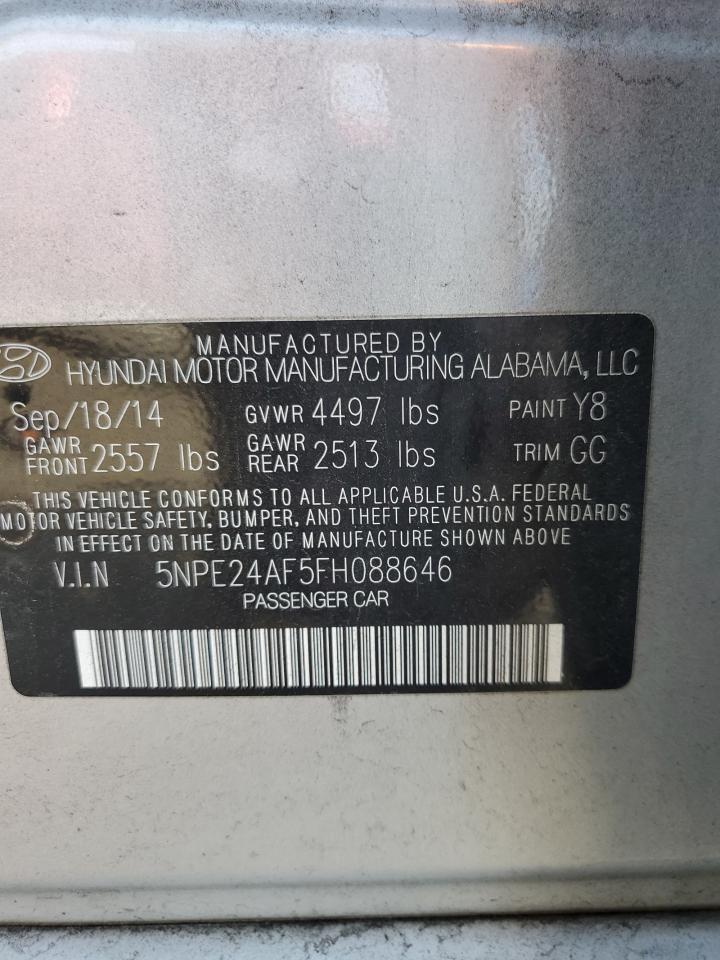 MANUFACTURED BY
HYUNDAI MOTOR MANUFACTURING ALABAMA, LLC
Sep/18/14 GVWR 4497 lbs PAINT Y8
GAWR FRONT 2557 lbs GAWR REAR 2513 lbs TRIM GG
THIS VEHICLE CONFORMS TO ALL APPLICABLE U.S.A. FEDERAL
MOTOR VEHICLE SAFETY, BUMPER, AND THEFT PREVENTION STANDARDS
IN EFFECT ON THE DATE OF MANUFACTURE SHOWN ABOVE.
V.I.N 5NPE24AF5FH088646
PASSENGER CAR